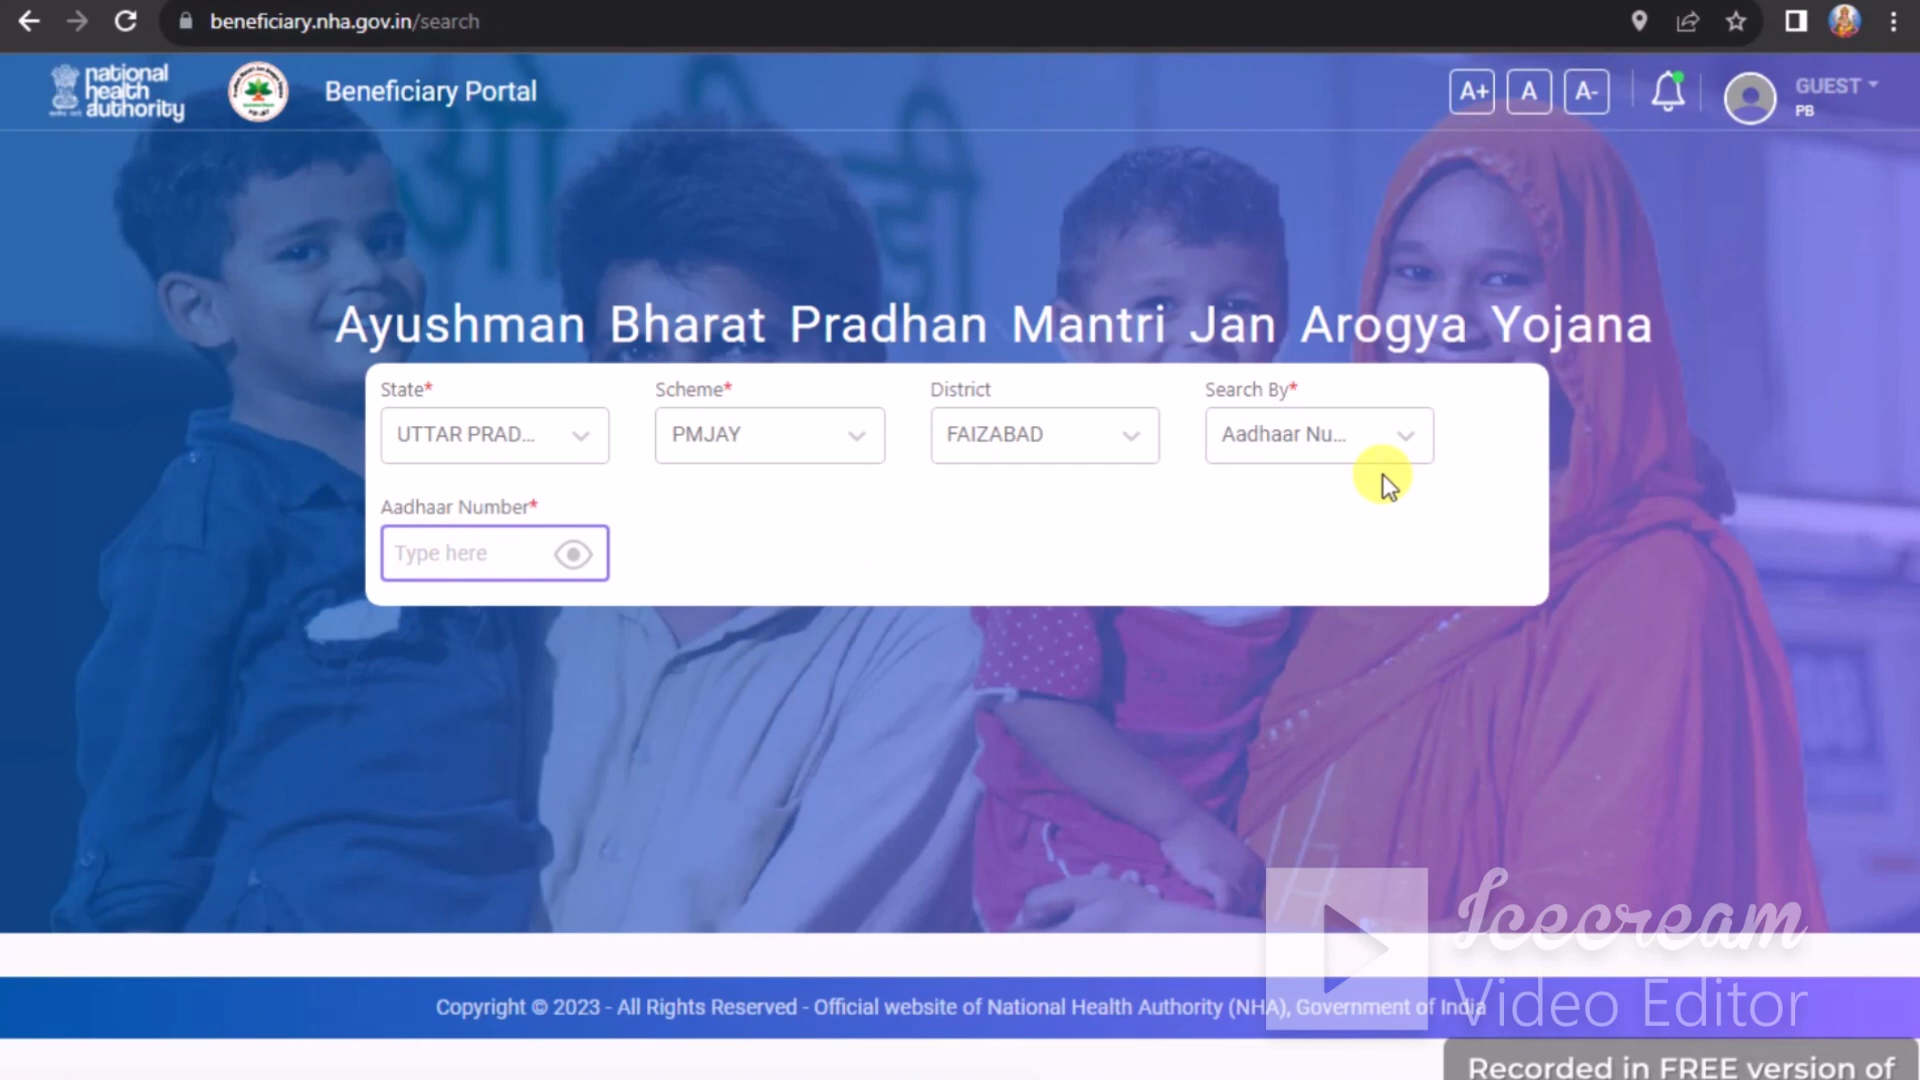 beneficiary.nha.gov.in/search
national
health
authority
Beneficiary Portal
A+ A A-
GUEST
PB
Ayushman Bharat Pradhan Mantri Jan Arogya Yojana
State* Scheme* District Search By*
UTTAR PRAD... PMJAY FAIZABAD Aadhaar Nu...
Aadhaar Number*
Type here
Copyright © 2023 - All Rights Reserved - Official website of National Health Authority (NHA), Government of India
Icecream
Video Editor
Recorded in FREE version of